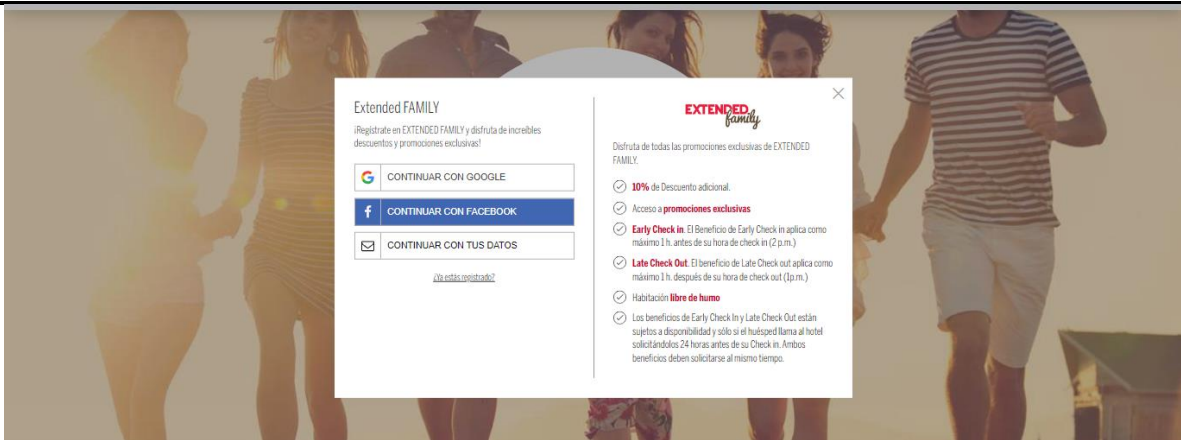 Extended FAMILY
¡Regístrate en EXTENDED FAMILY y disfruta de increíbles
descuentos y promociones exclusivas!
CONTINUAR CON GOOGLE
CONTINUAR CON FACEBOOK
CONTINUAR CON TUS DATOS
¿Ya estás registrado?
EXTENDED
family
Disfruta de todas las promociones exclusivas de EXTENDED
FAMILY.
10% de Descuento adicional.
Acceso a promociones exclusivas
Early Check in. El Beneficio de Early Check in aplica como
máximo 1 h. antes de su hora de check in (2 p.m.)
Late Check Out. El beneficio de Late Check out aplica como
máximo 1 h. después de su hora de check out (1p.m.)
Habitación libre de humo
Los beneficios de Early Check In y Late Check Out están
sujetos a disponibilidad y sólo si el huésped llama al hotel
solicitándolos 24 horas antes de su Check in. Ambos
beneficios deben solicitarse al mismo tiempo.